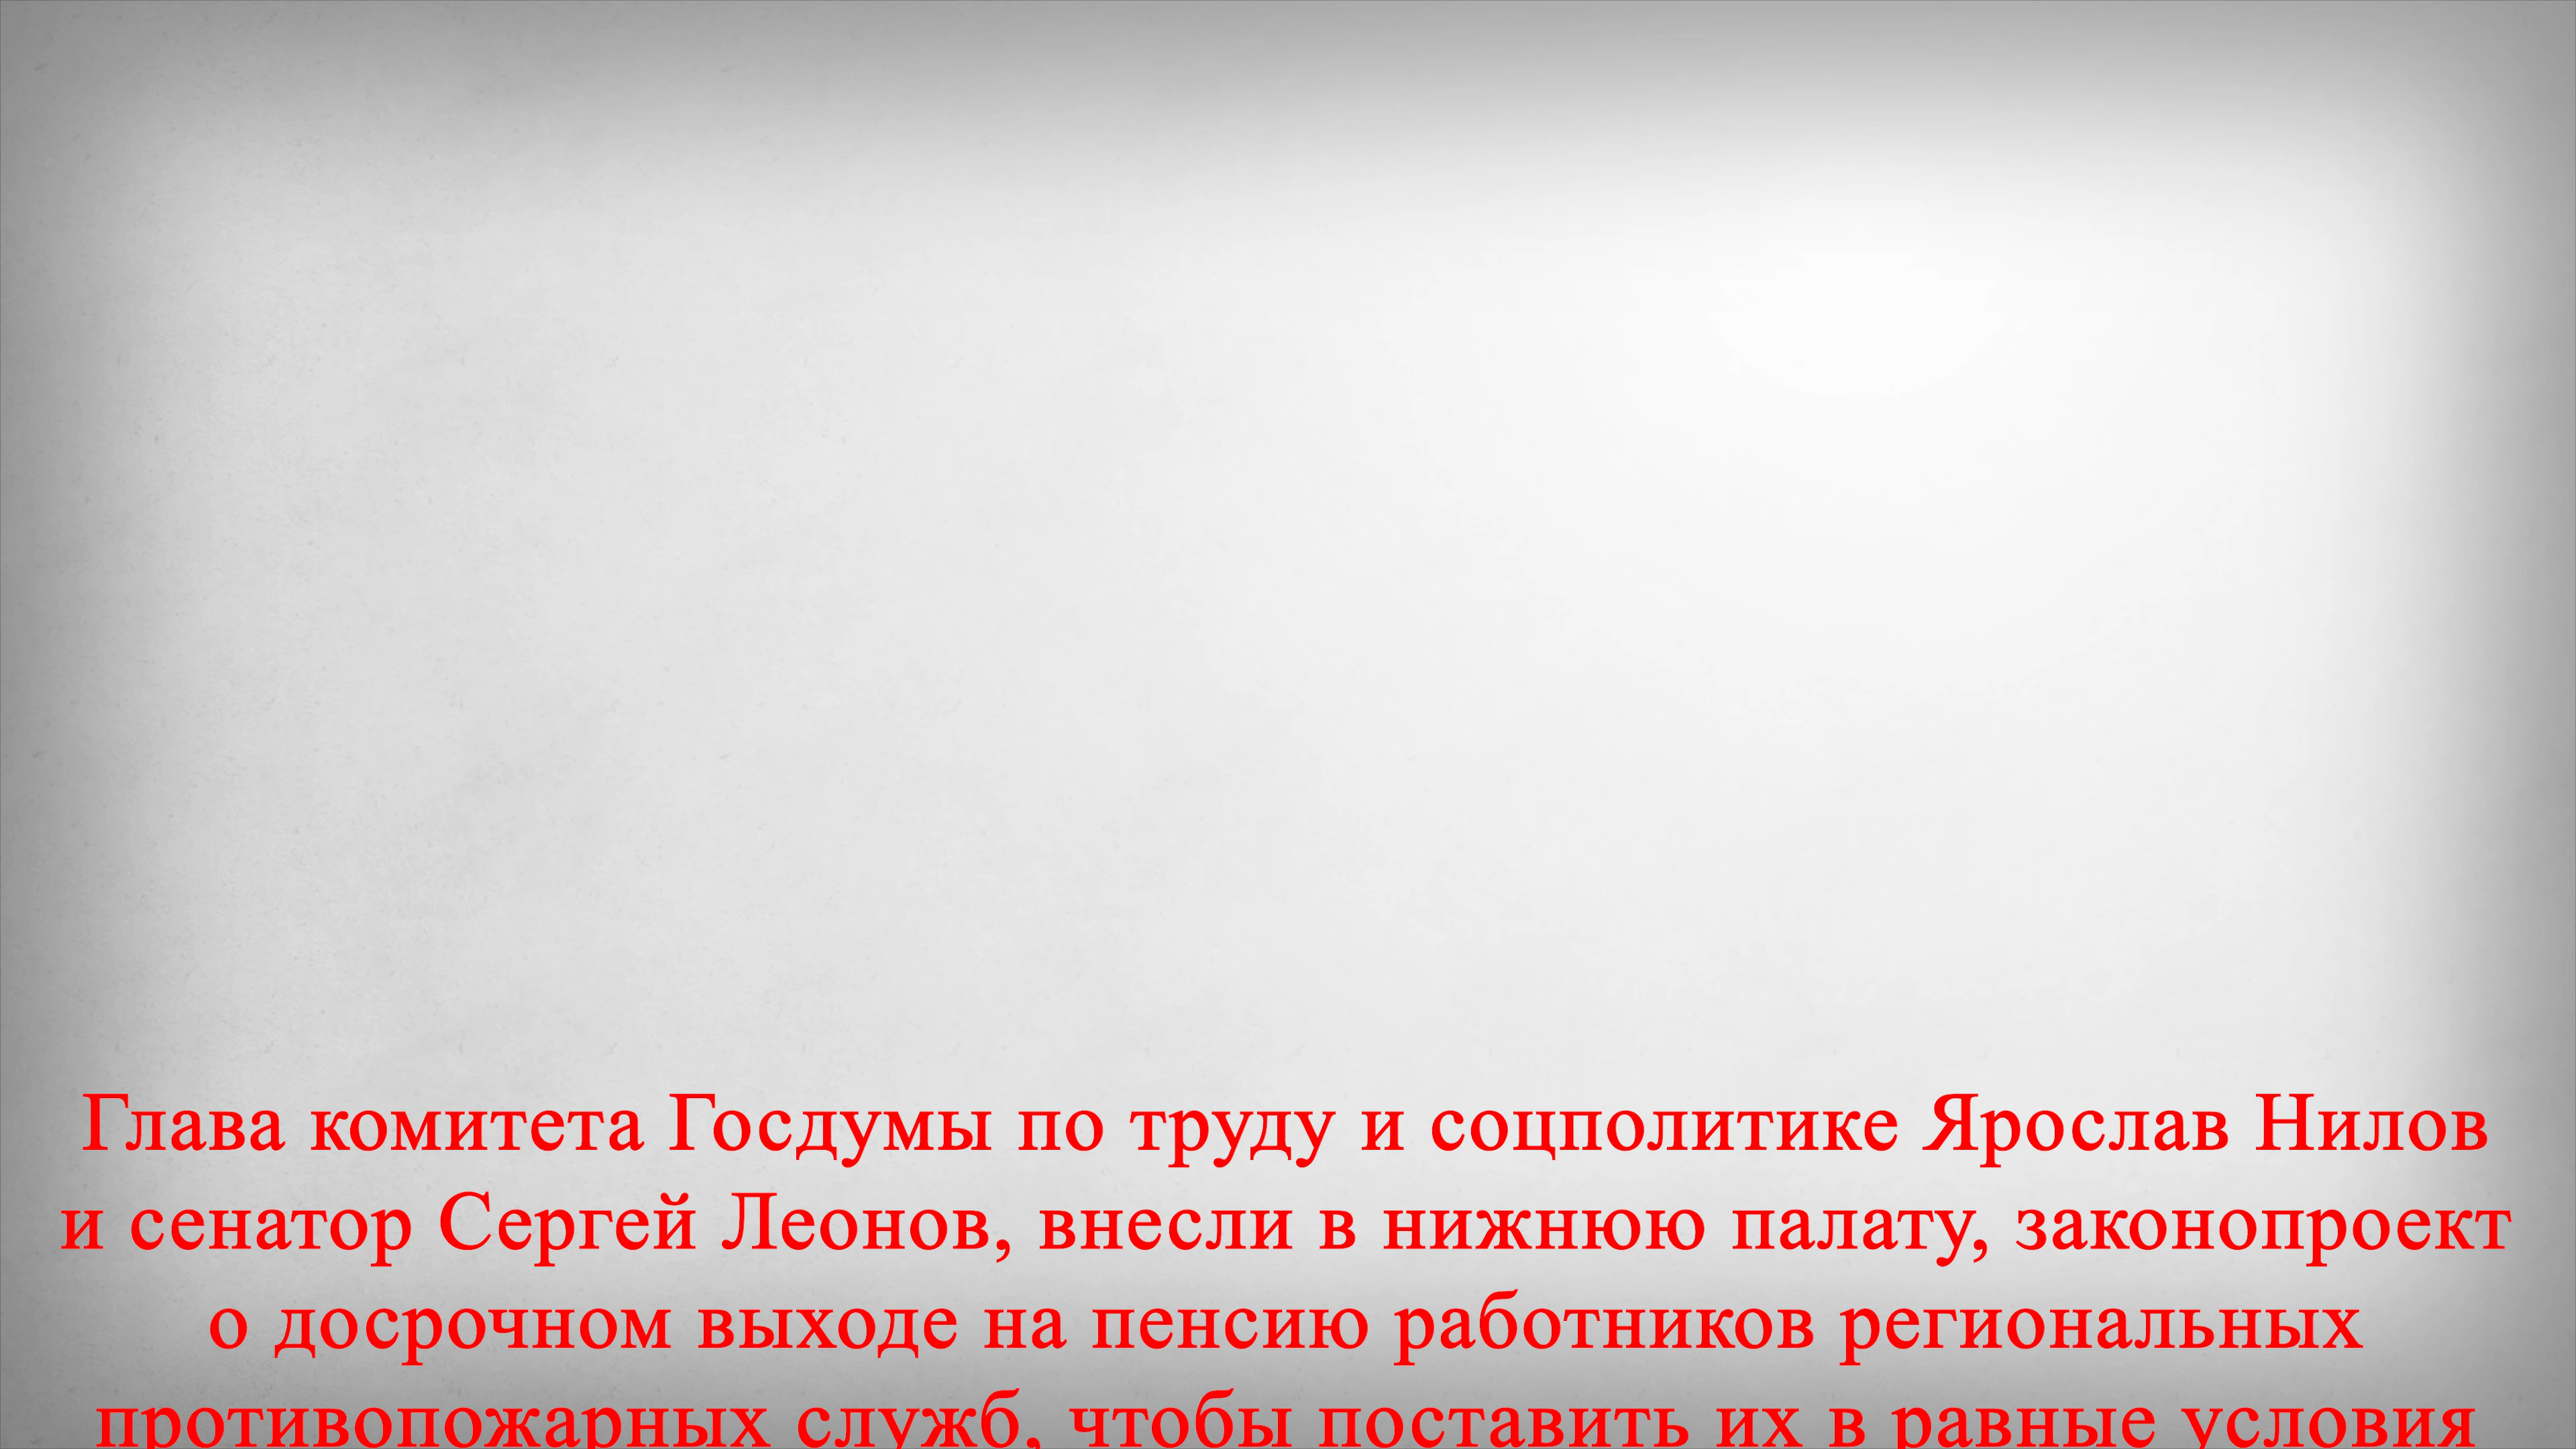 Глава комитета Госдумы по труду и соцполитике Ярослав Нилов
и сенатор Сергей Леонов, внесли в нижнюю палату, законопроект
о досрочном выходе на пенсию работников региональных
противопожарных служб, чтобы поставить их в равные условия